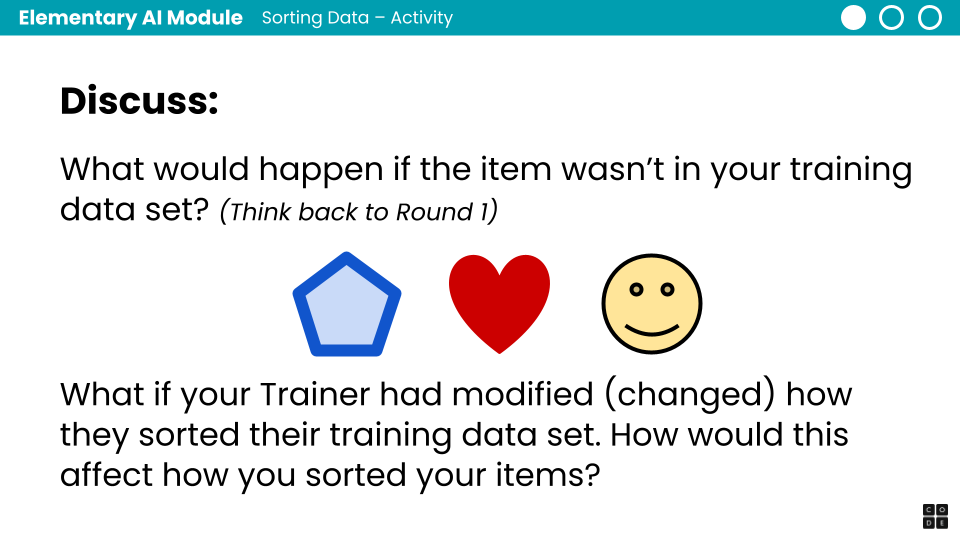 Elementary AI Module Sorting Data – Activity
Discuss:
What would happen if the item wasn’t in your training
data set? (Think back to Round 1)
What if your Trainer had modified (changed) how
they sorted their training data set. How would this
affect how you sorted your items?
C O
D E